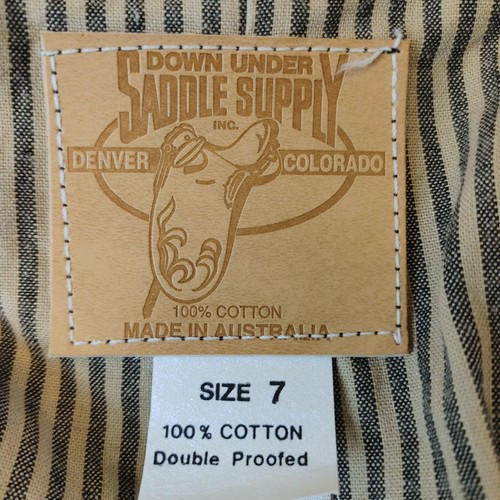 DOWN UNDER
SADDLE SUPPLY
INC.
DENVER COLORADO
100% COTTON
MADE IN AUSTRALIA
SIZE 7
100% COTTON
Double Proofed